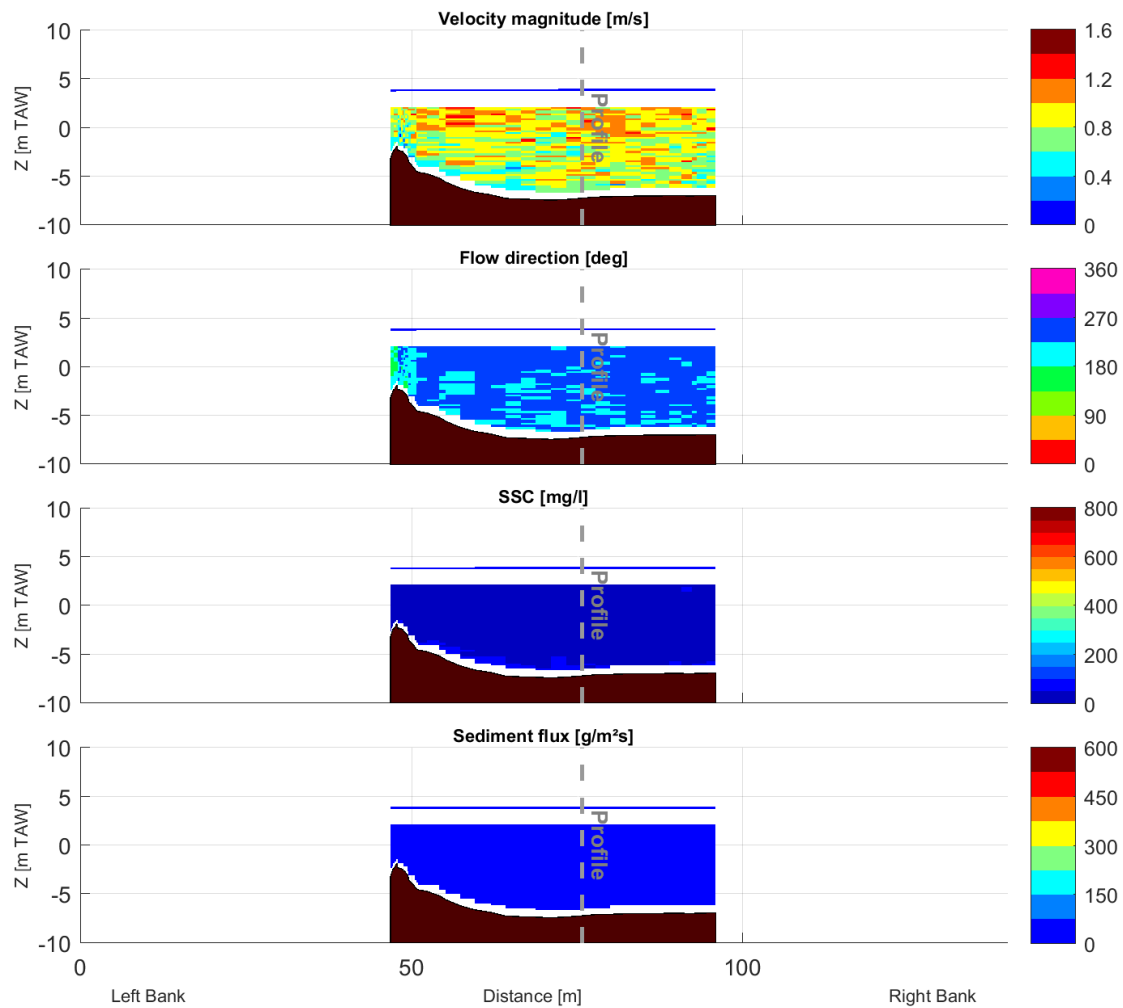 Velocity magnitude [m/s]
10
5
0
-5
-10
Z [m TAW]
Profile
1.6
1.2
0.8
0.4
0
Flow direction [deg]
10
5
0
-5
-10
Z [m TAW]
Profile
360
270
180
90
0
SSC [mg/l]
10
5
0
-5
-10
Z [m TAW]
Profile
800
600
400
200
0
Sediment flux [g/m²s]
10
5
0
-5
-10
Z [m TAW]
Profile
600
450
300
150
0
0 50 100
Left Bank Distance [m] Right Bank